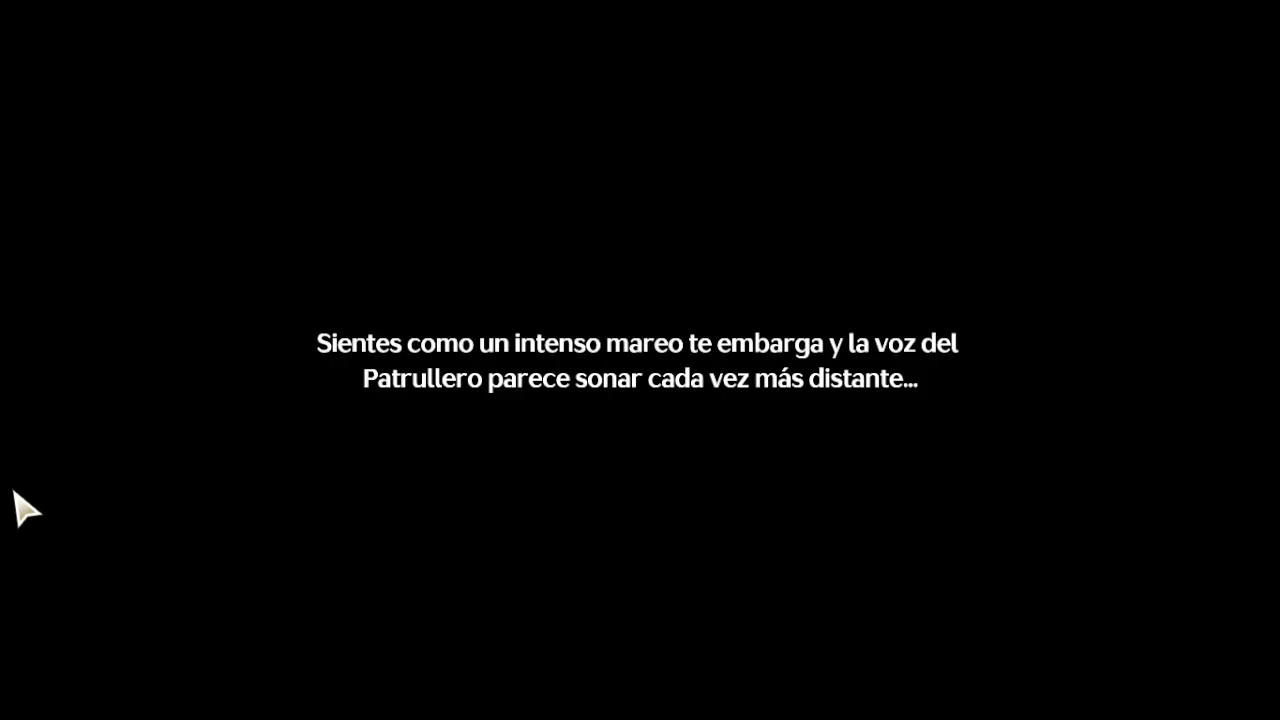 Sientes como un intenso mareo te embarga y la voz del
Patrullero parece sonar cada vez más distante...